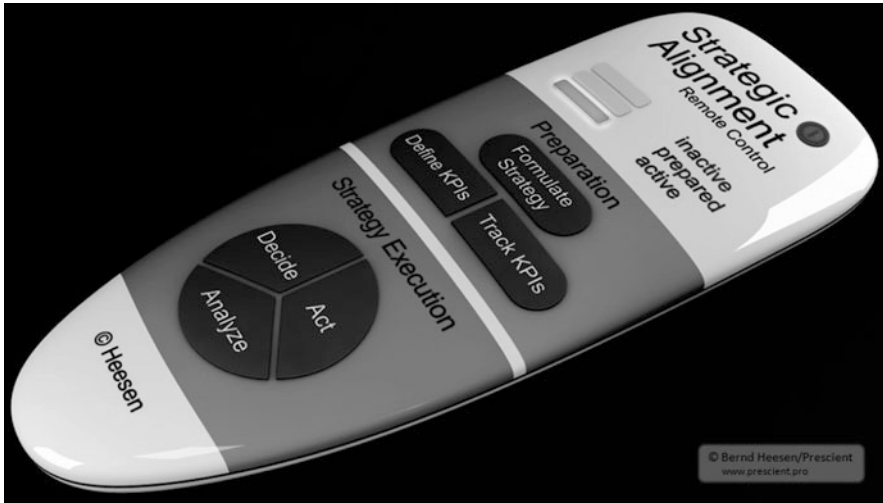 Strategic
Alignment
Remote Control
inactive
prepared
active
Preparation
Formulate
Strategy
Define KPIs
Track KPIs
Strategy Execution
Decide
Analyze
Act
© Heesen
© Bernd Heesen/Prescient
www.prescient.pro